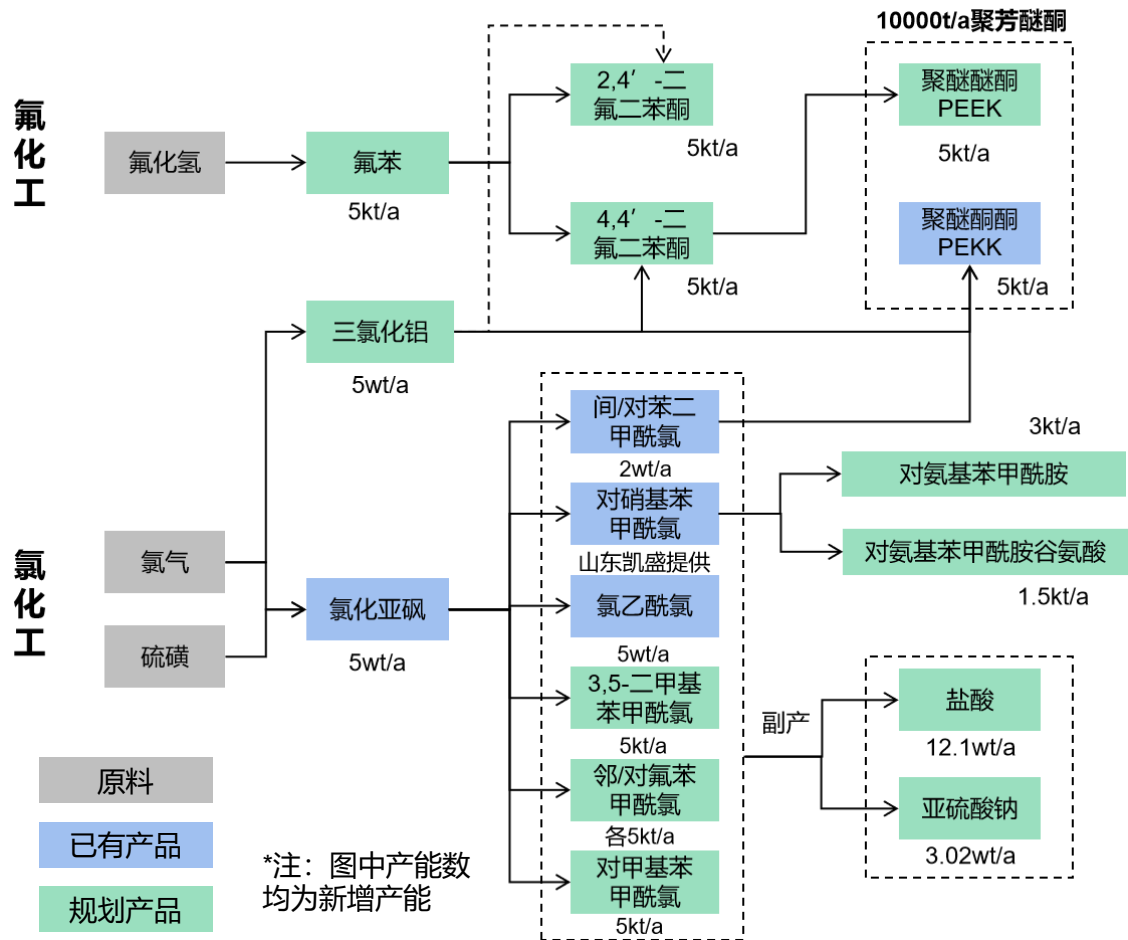 10000t/a聚芳醚酮
氟
化
工
氟化氢
氟苯
5kt/a
2,4′-二
氟二苯酮
5kt/a
4,4′-二
氟二苯酮
5kt/a
聚醚醚酮
PEEK
5kt/a
聚醚酮酮
PEKK
5kt/a
三氯化铝
5wt/a
氯
化
工
氯气
硫磺
氯化亚砜
5wt/a
间/对苯二
甲酰氯
2wt/a
对硝基苯
甲酰氯
山东凯盛提供
氯乙酰氯
5wt/a
3,5-二甲基
苯甲酰氯
5kt/a
邻/对氟苯
甲酰氯
各5kt/a
对甲基苯
甲酰氯
5kt/a
3kt/a
对氨基苯甲酰胺
对氨基苯甲酰胺谷氨酸
1.5kt/a
副产
盐酸
12.1wt/a
亚硫酸钠
3.02wt/a
原料
已有产品
规划产品
*注：图中产能数
均为新增产能